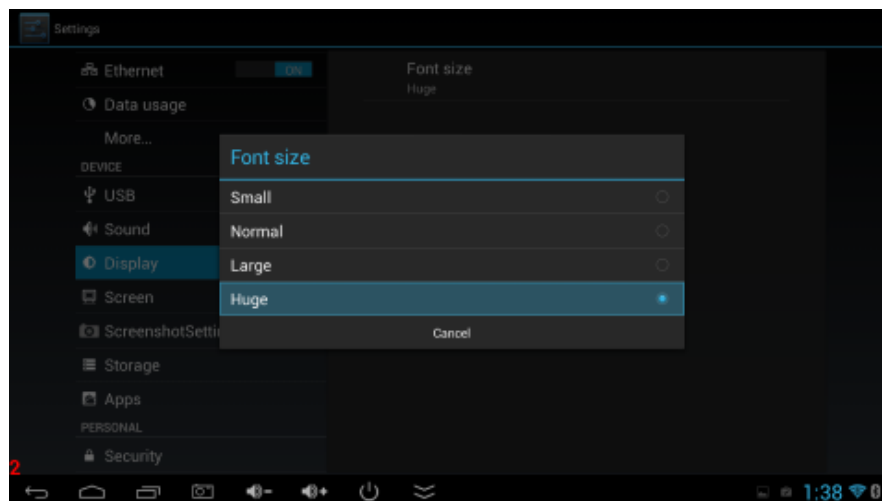 Settings
Ethernet ON
Data usage
More...
DEVICE
USB
Sound
Display
Screen
ScreenshotSetti
Storage
Apps
PERSONAL
Security
Font size
Huge
Font size
Small
Normal
Large
Huge
Cancel
2
1:38